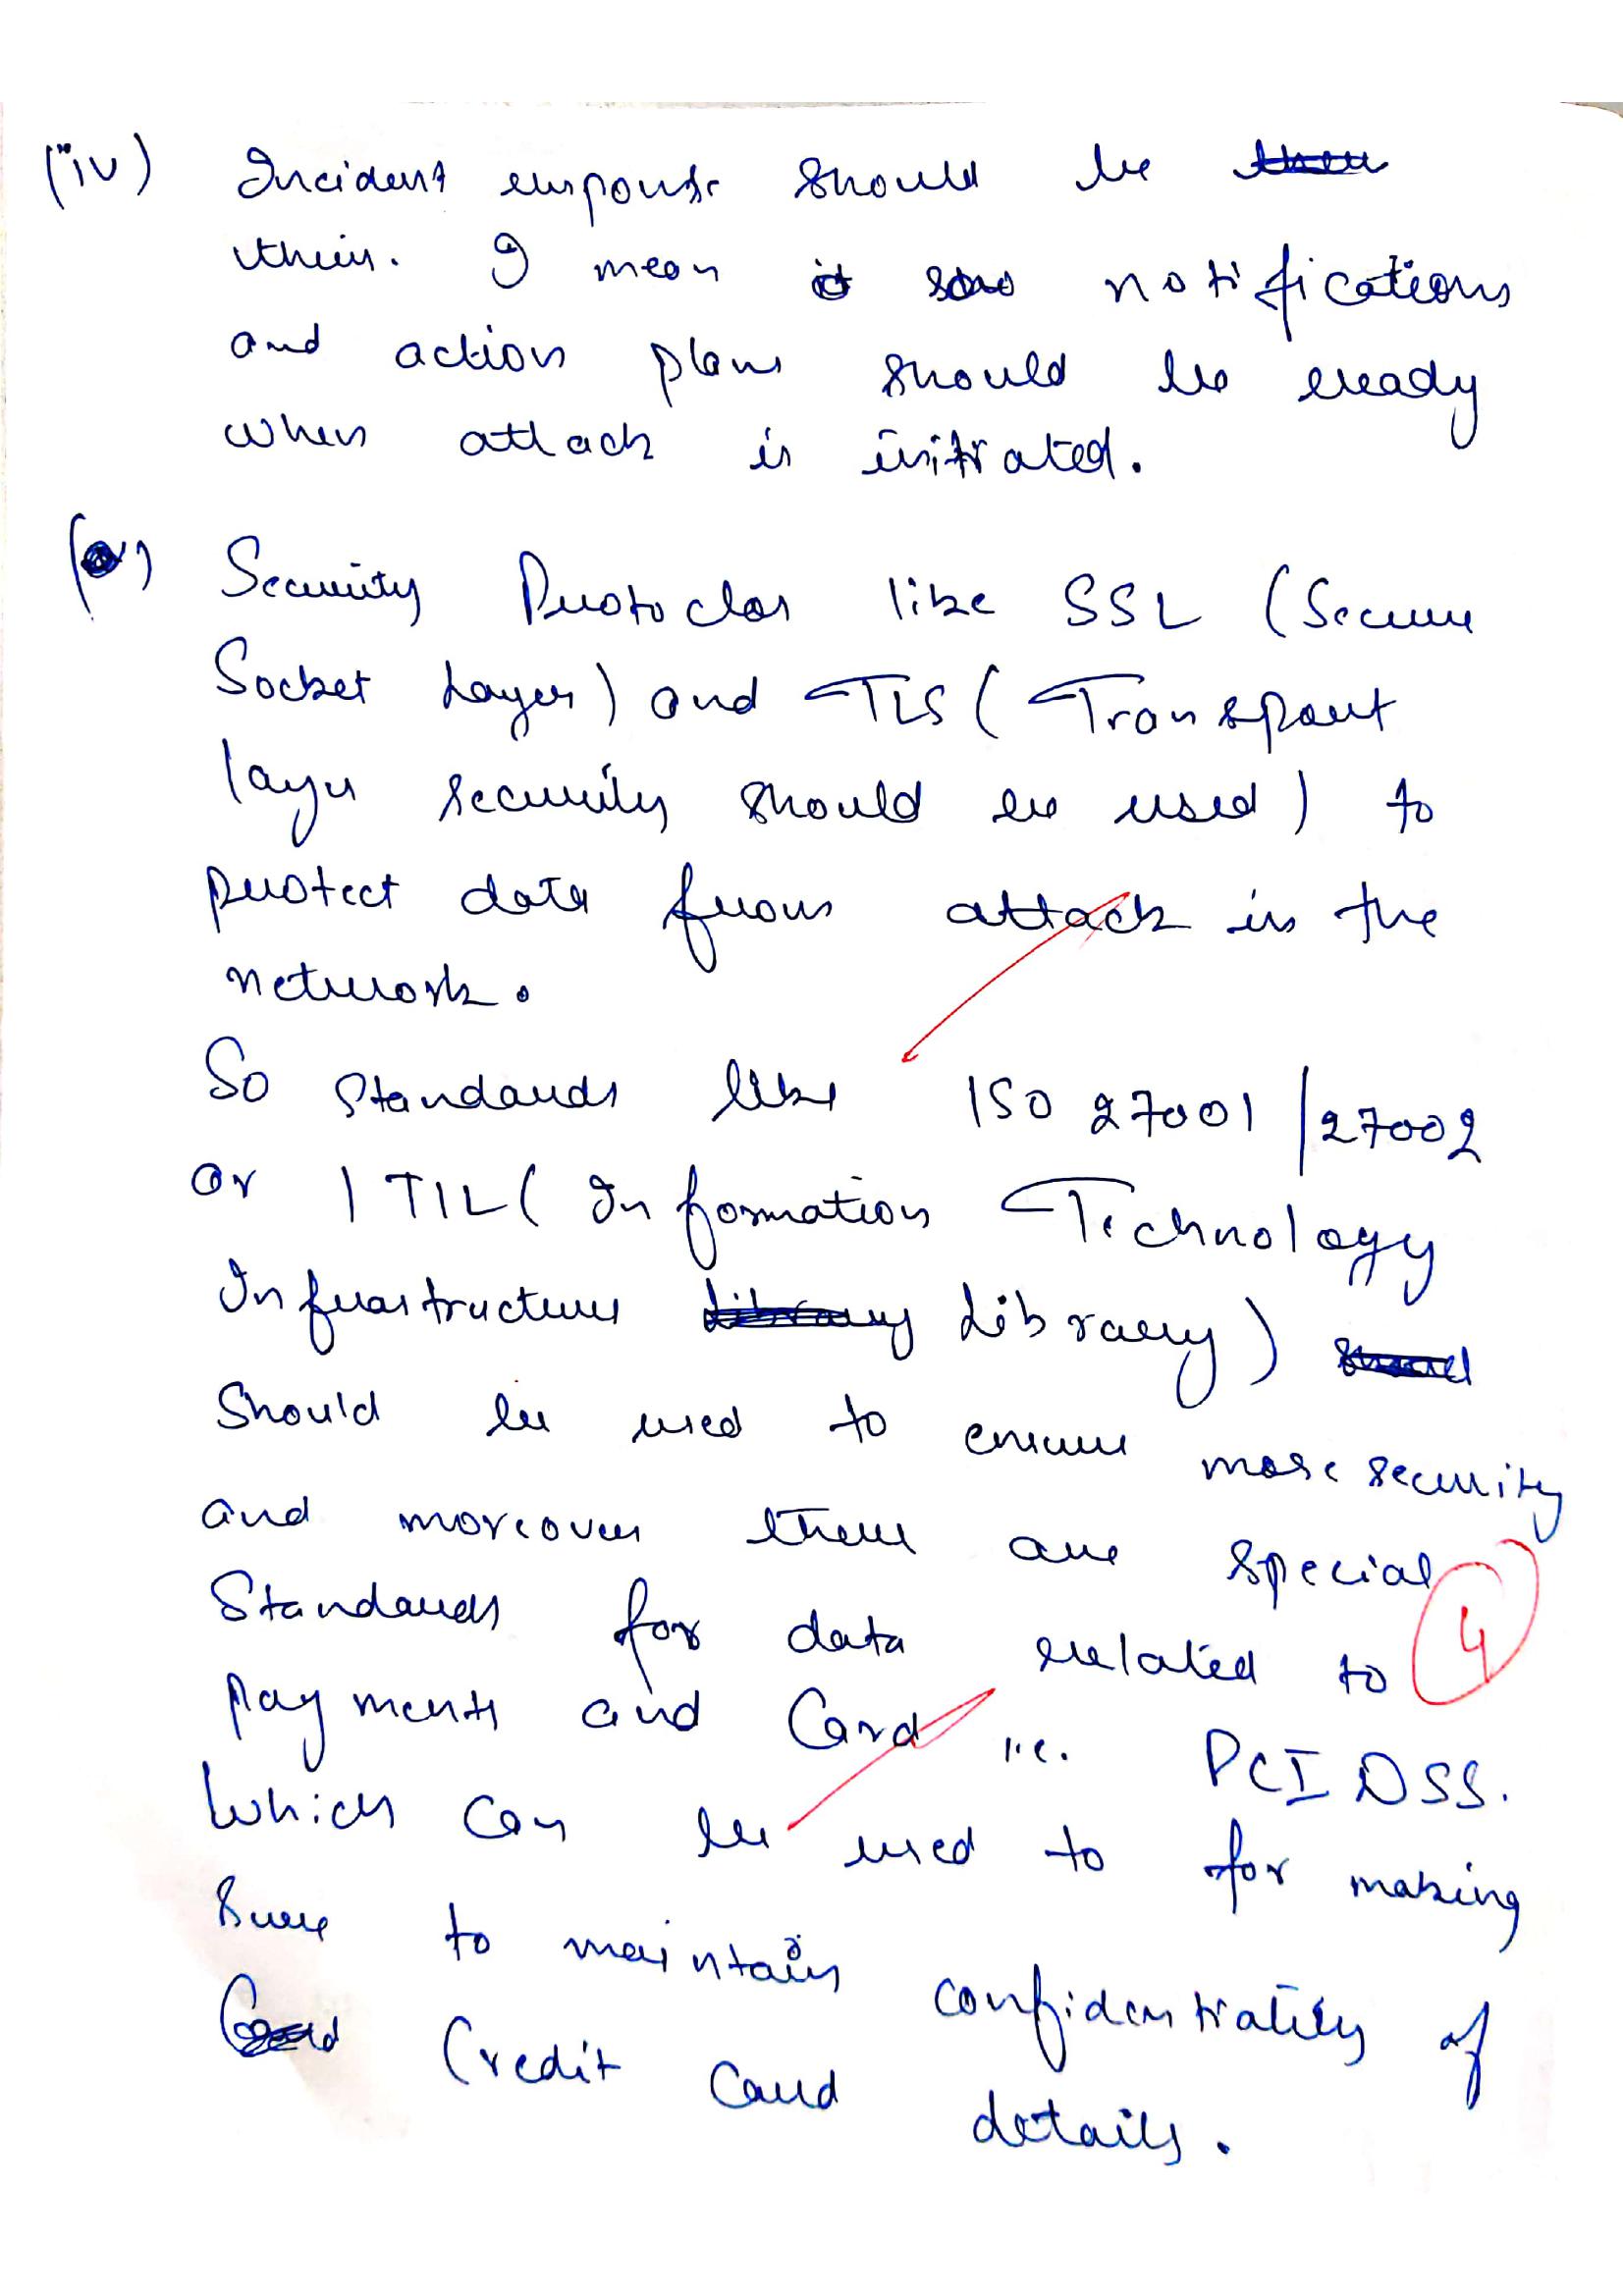 (iv) Incident response should be
their. I mean notifications
and action plans should be ready
when attack is initiated.
(v) Security Protoclos like SSL (Secure
Socket Layer) and TLS (Transport
layer security should be used) to
protect data from attack in the
network.
So standards like ISO 27001/27002
or ITIL (Information Technology
Infrastructure Library Library)
should be used to ensure more security
and moreover there are special
Standards for data related to
4
payments and Card i.e. PCI DSS.
Which can be used to for making
sure to maintain confidentiality of
Credit Card details.